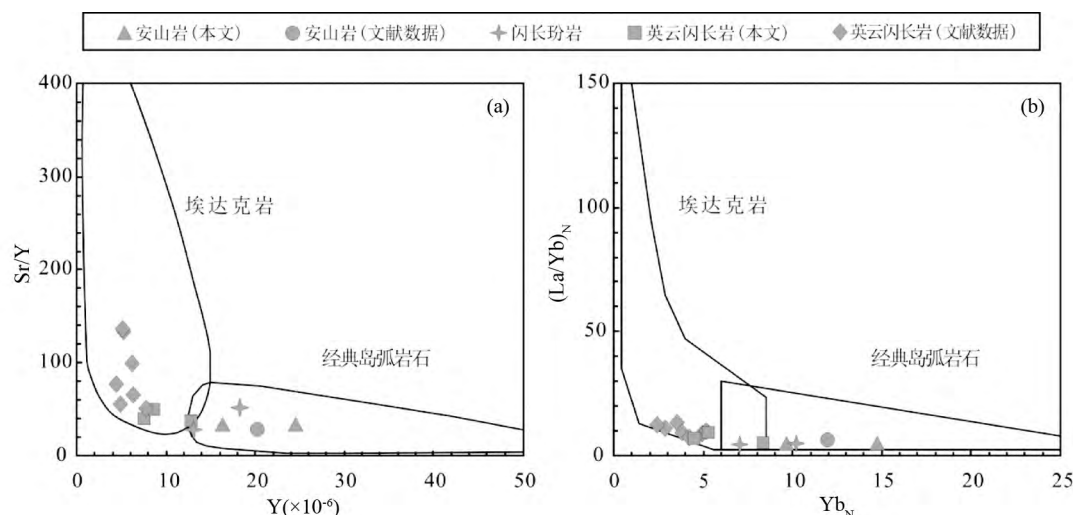 安山岩(本文) 安山岩(文献数据) 闪长玢岩 英云闪长岩(本文) 英云闪长岩(文献数据)
(a)
400
300
200
100
0
Sr/Y
埃达克岩
经典岛弧岩石
0 10 20 30 40 50
Y(×10⁻⁶)
(b)
150
100
50
0
(La/Yb)N
埃达克岩
经典岛弧岩石
0 5 10 15 20 25
YbN